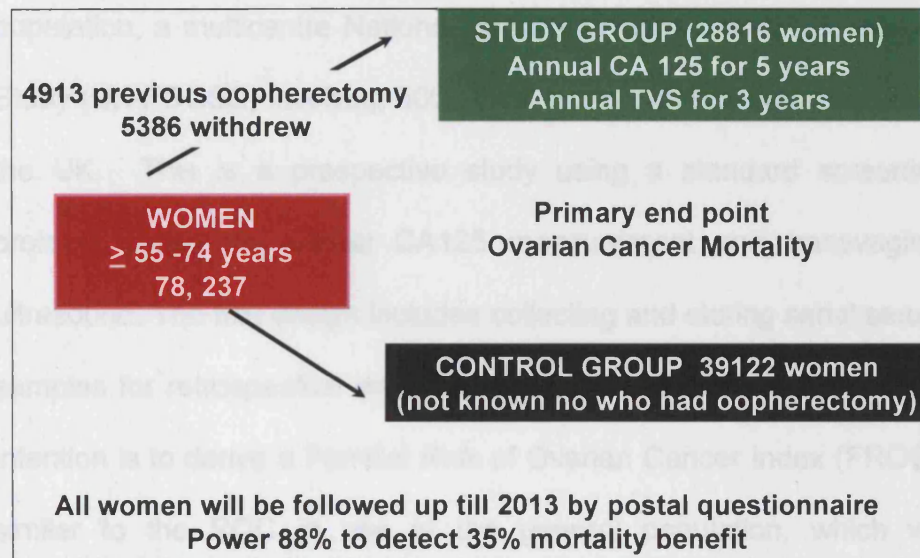 STUDY GROUP (28816 women)
Annual CA 125 for 5 years
Annual TVS for 3 years
4913 previous oopherectomy
5386 withdrew
WOMEN
≥ 55 -74 years
78, 237
Primary end point
Ovarian Cancer Mortality
CONTROL GROUP 39122 women
(not known no who had oopherectomy)
All women will be followed up till 2013 by postal questionnaire
Power 88% to detect 35% mortality benefit